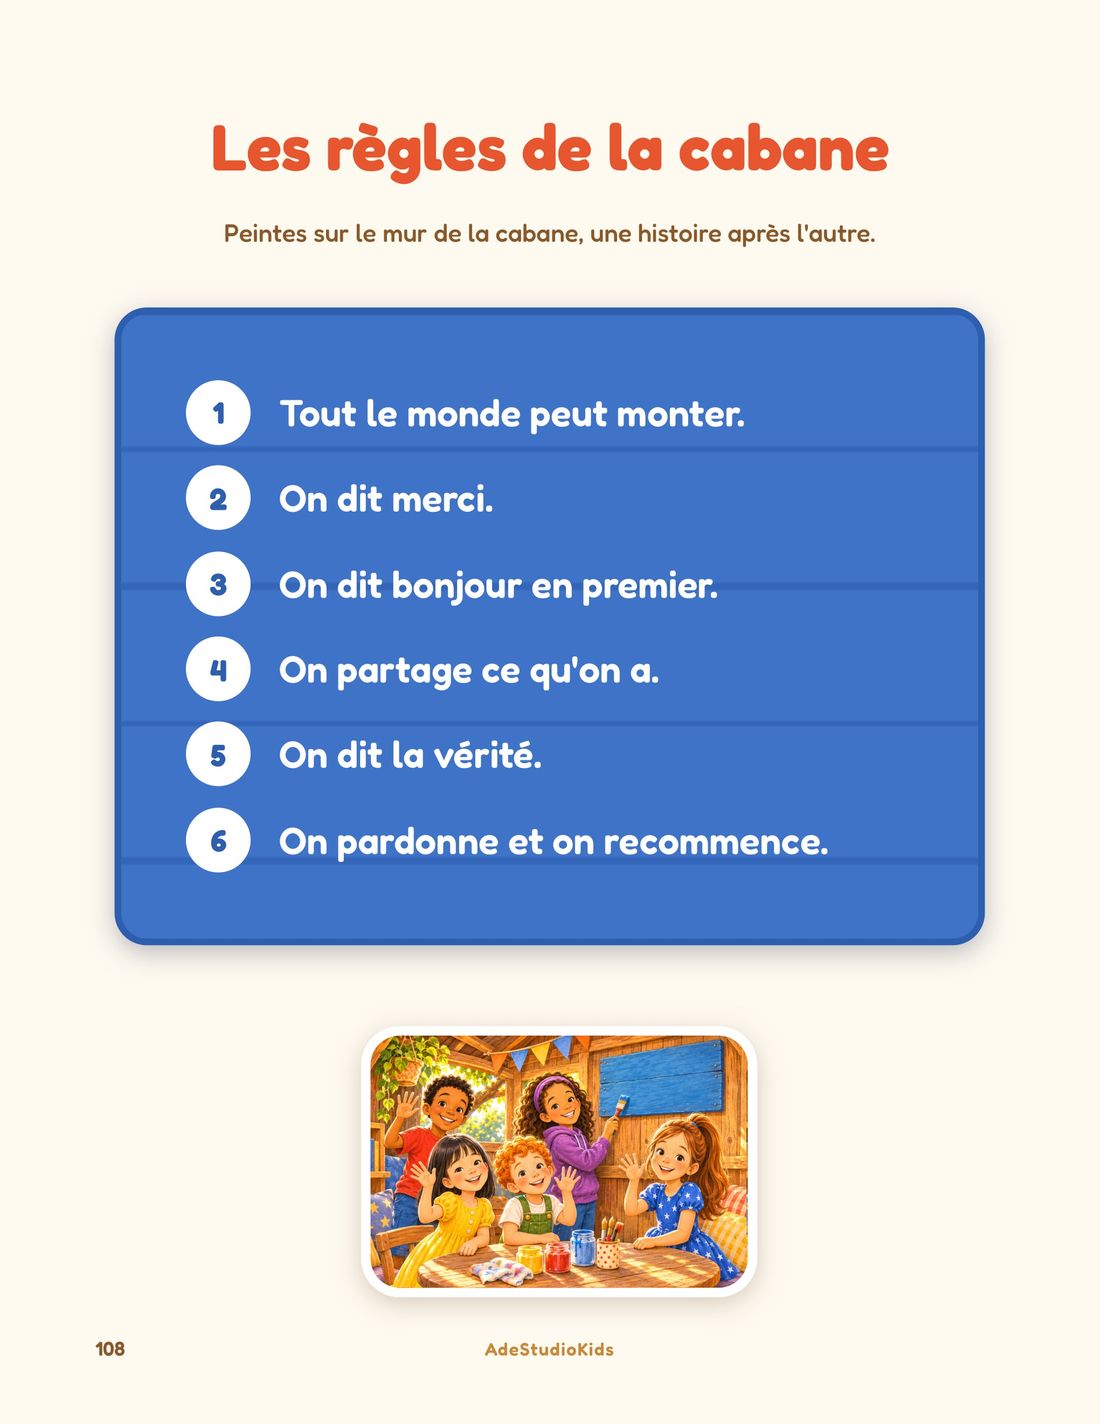 Les règles de la cabane
Peintes sur le mur de la cabane, une histoire après l'autre.
1 Tout le monde peut monter.
2 On dit merci.
3 On dit bonjour en premier.
4 On partage ce qu'on a.
5 On dit la vérité.
6 On pardonne et on recommence.
108
AdeStudioKids